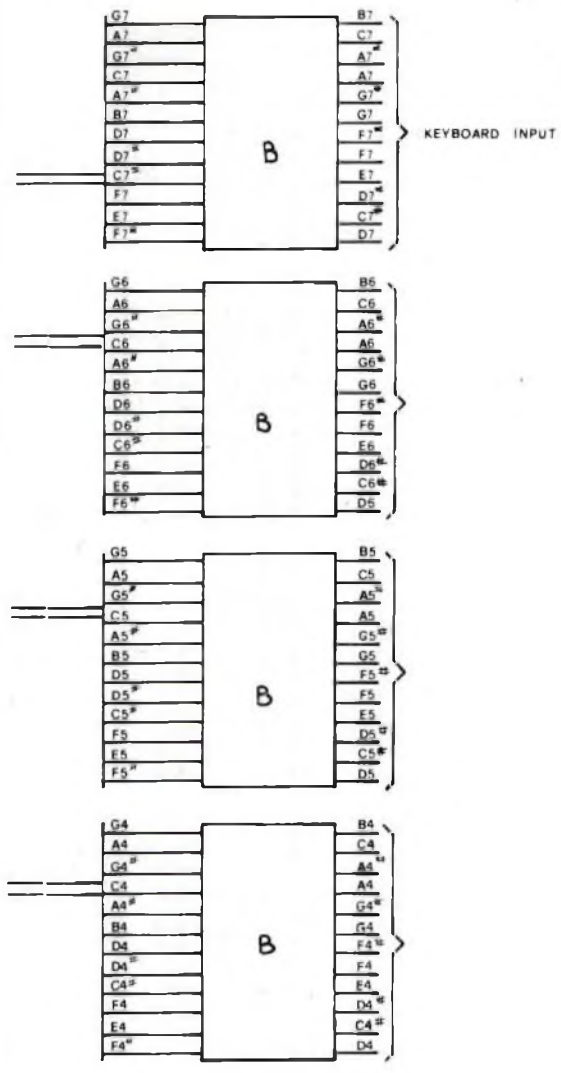 G7 B7
A7 C7
G7# A7#
C7 A7
A7# G7#
B7 G7
D7 F7# KEYBOARD INPUT
D7# B F7
C7# E7
F7 D7#
E7 C7#
F7# D7
G6 B6
A6 C6
G6# A6#
C6 A6
A6# G6#
B6 G6
D6 F6#
D6# B F6
C6# E6
F6 D6#
E6 C6#
F6# D5
G5 B5
A5 C5
G5# A5#
C5 A5
A5# G5#
B5 G5
D5 F5#
D5# B F5
C5# E5
F5 D5#
E5 C5#
F5# D5
G4 B4
A4 C4
G4# A4#
C4 A4
A4# G4#
B4 G4
D4 B F4#
D4# F4
C4# E4
F4 D4#
E4 C4#
F4# D4